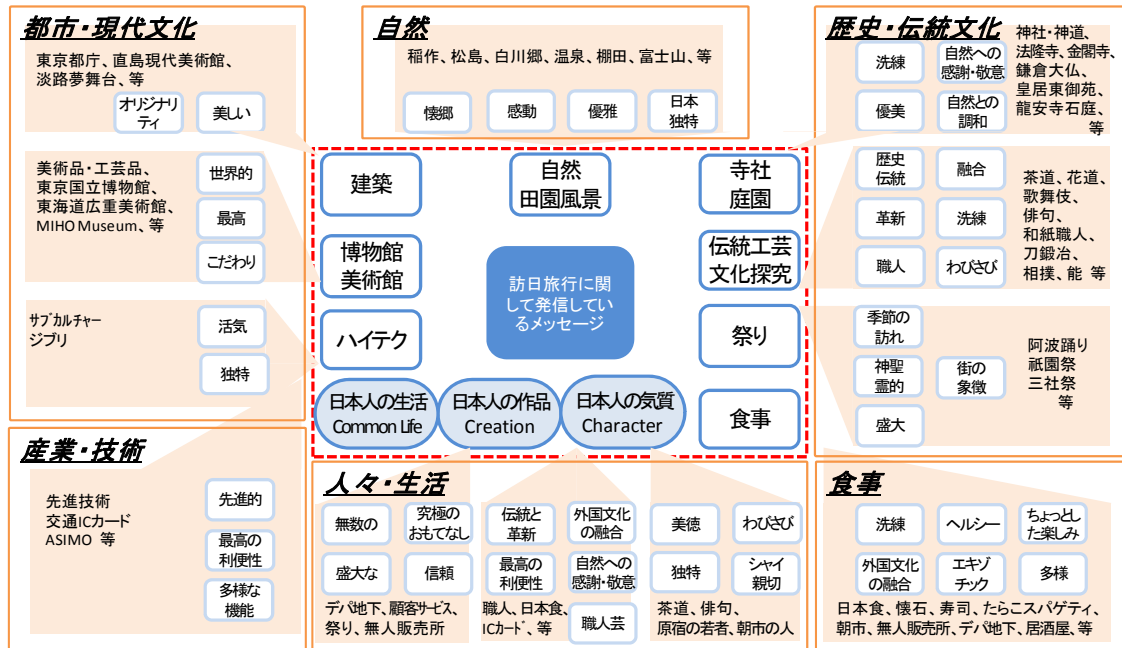 都市・現代文化
東京都庁、直島現代美術館、
淡路夢舞台、等
オリジナリ
ティ
美しい
美術品・工芸品、
東京国立博物館、
東海道広重美術館、
MIHO Museum、等
世界的
最高
こだわり
サブカルチャー
ジブリ
活気
独特
産業・技術
先進技術
交通ICカード
ASIMO 等
先進的
最高の
利便性
多様な
機能
自然
稲作、松島、白川郷、温泉、棚田、富士山、等
懐郷
感動
優雅
日本
独特
建築
自然
田園風景
寺社
庭園
博物館
美術館
訪日旅行に関
して発信してい
るメッセージ
伝統工芸
文化探究
ハイテク
祭り
日本人の生活
Common Life
日本人の作品
Creation
日本人の気質
Character
食事
人々・生活
無数の
究極の
おもてなし
盛大な
信頼
デパ地下、顧客サービス、
祭り、無人販売所
伝統と
革新
外国文化
の融合
最高の
利便性
自然への
感謝・敬意
職人芸
職人、日本食、
ICカード、等
美徳
わびさび
独特
シャイ
親切
茶道、俳句、
原宿の若者、朝市の人
歴史・伝統文化
洗練
自然への
感謝・敬意
優美
自然との
調和
神社・神道、
法隆寺、金閣寺、
鎌倉大仏、
皇居東御苑、
龍安寺石庭、
等
歴史
伝統
融合
革新
洗練
職人
わびさび
茶道、花道、
歌舞伎、
俳句、
和紙職人、
刀鍛冶、
相撲、能 等
季節の
訪れ
神聖
霊的
街の
象徴
盛大
阿波踊り
祇園祭
三社祭
等
食事
洗練
ヘルシー
ちょっとし
た楽しみ
外国文化
の融合
エキゾ
チック
多様
日本食、懐石、寿司、たらこスパゲティ、
朝市、無人販売所、デパ地下、居酒屋、等